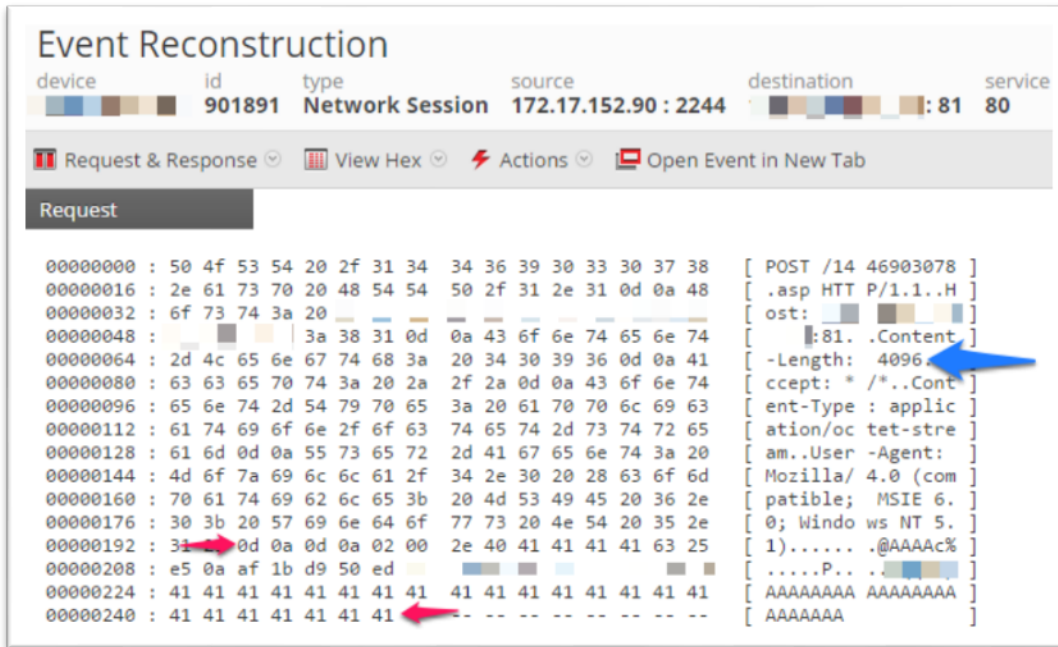 Event Reconstruction
device id type source destination service
901891 Network Session 172.17.152.90 : 2244 : 81 80
Request & Response View Hex Actions Open Event in New Tab
Request
00000000 : 50 4f 53 54 20 2f 31 34 34 36 39 30 33 30 37 38 [ POST /14 46903078 ]
00000016 : 2e 61 73 70 20 48 54 54 50 2f 31 2e 31 0d 0a 48 [ .asp HTT P/1.1..H ]
00000032 : 6f 73 74 3a 20 [ ost: ]
00000048 : 3a 38 31 0d 0a 43 6f 6e 74 65 6e 74 [ :81. .Content ]
00000064 : 2d 4c 65 6e 67 74 68 3a 20 34 30 39 36 0d 0a 41 [ -Length: 4096.
00000080 : 63 63 65 70 74 3a 20 2a 2f 2a 0d 0a 43 6f 6e 74 [ ccept: * /*..Cont ]
00000096 : 65 6e 74 2d 54 79 70 65 3a 20 61 70 70 6c 69 63 [ ent-Type : applic ]
00000112 : 61 74 69 6f 6e 2f 6f 63 74 65 74 2d 73 74 72 65 [ ation/oc tet-stre ]
00000128 : 61 6d 0d 0a 55 73 65 72 2d 41 67 65 6e 74 3a 20 [ am..User -Agent: ]
00000144 : 4d 6f 7a 69 6c 6c 61 2f 34 2e 30 20 28 63 6f 6d [ Mozilla/ 4.0 (com ]
00000160 : 70 61 74 69 62 6c 65 3b 20 4d 53 49 45 20 36 2e [ patible; MSIE 6. ]
00000176 : 30 3b 20 57 69 6e 64 6f 77 73 20 4e 54 20 35 2e [ 0; Windo ws NT 5. ]
00000192 : 31 0d 0a 0d 0a 02 00 2e 40 41 41 41 41 63 25 [ 1)...... .@AAAAc% ]
00000208 : e5 0a af 1b d9 50 ed [ .....P.. ]
00000224 : 41 41 41 41 41 41 41 41 41 41 41 41 41 41 41 41 [ AAAAAAAA AAAAAAAA ]
00000240 : 41 41 41 41 41 41 41 -- -- -- -- -- -- -- -- [ AAAAAAA ]